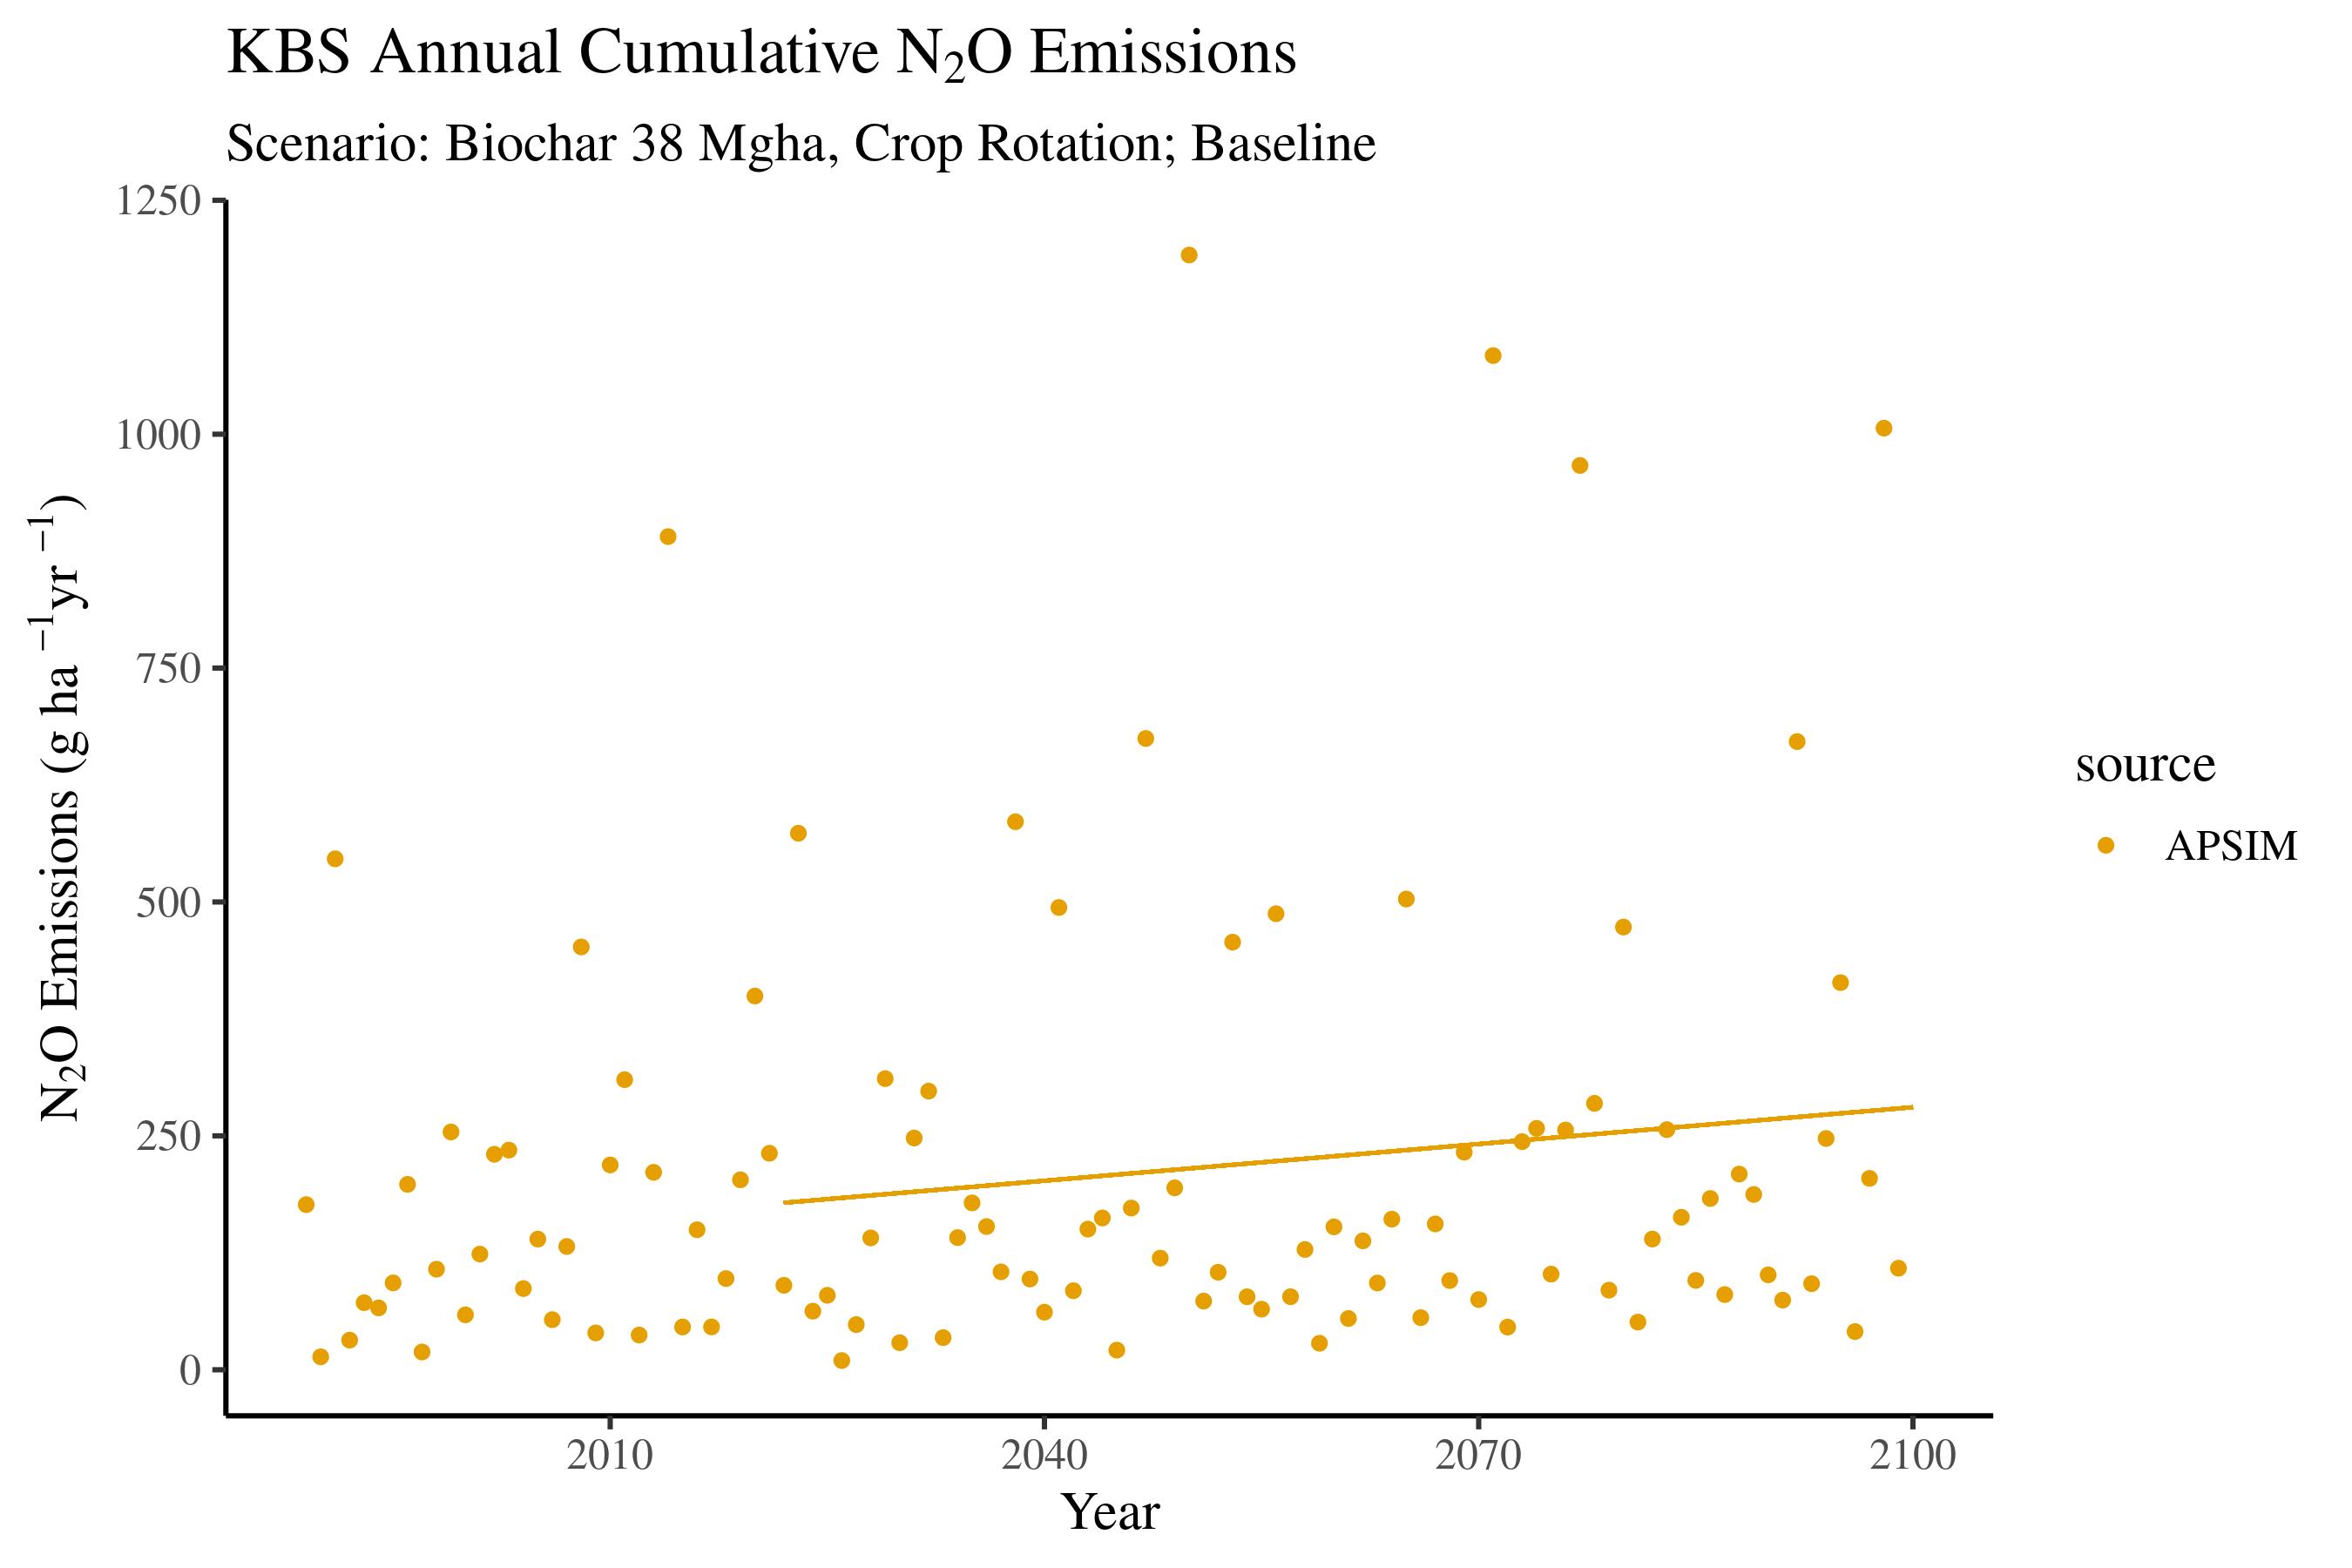 KBS Annual Cumulative N₂O Emissions
Scenario: Biochar 38 Mgha, Crop Rotation; Baseline
N₂O Emissions (g ha⁻¹yr⁻¹)
1250
1000
750
500
250
0
2010 2040 2070 2100
Year
source
APSIM